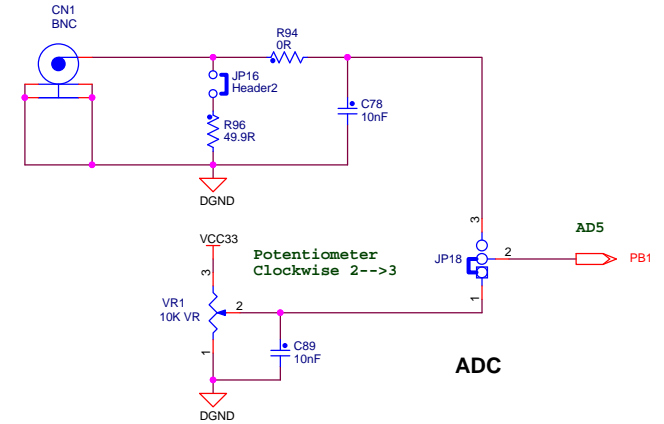 CN1
BNC
R94
0R
JP16
Header2
C78
10nF
R96
49.9R
DGND
3
AD5
VCC33
Potentiometer
Clockwise 2-->3
JP18
2
PB1
3
VR1
10K VR
2
1
1
C89
10nF
ADC
DGND